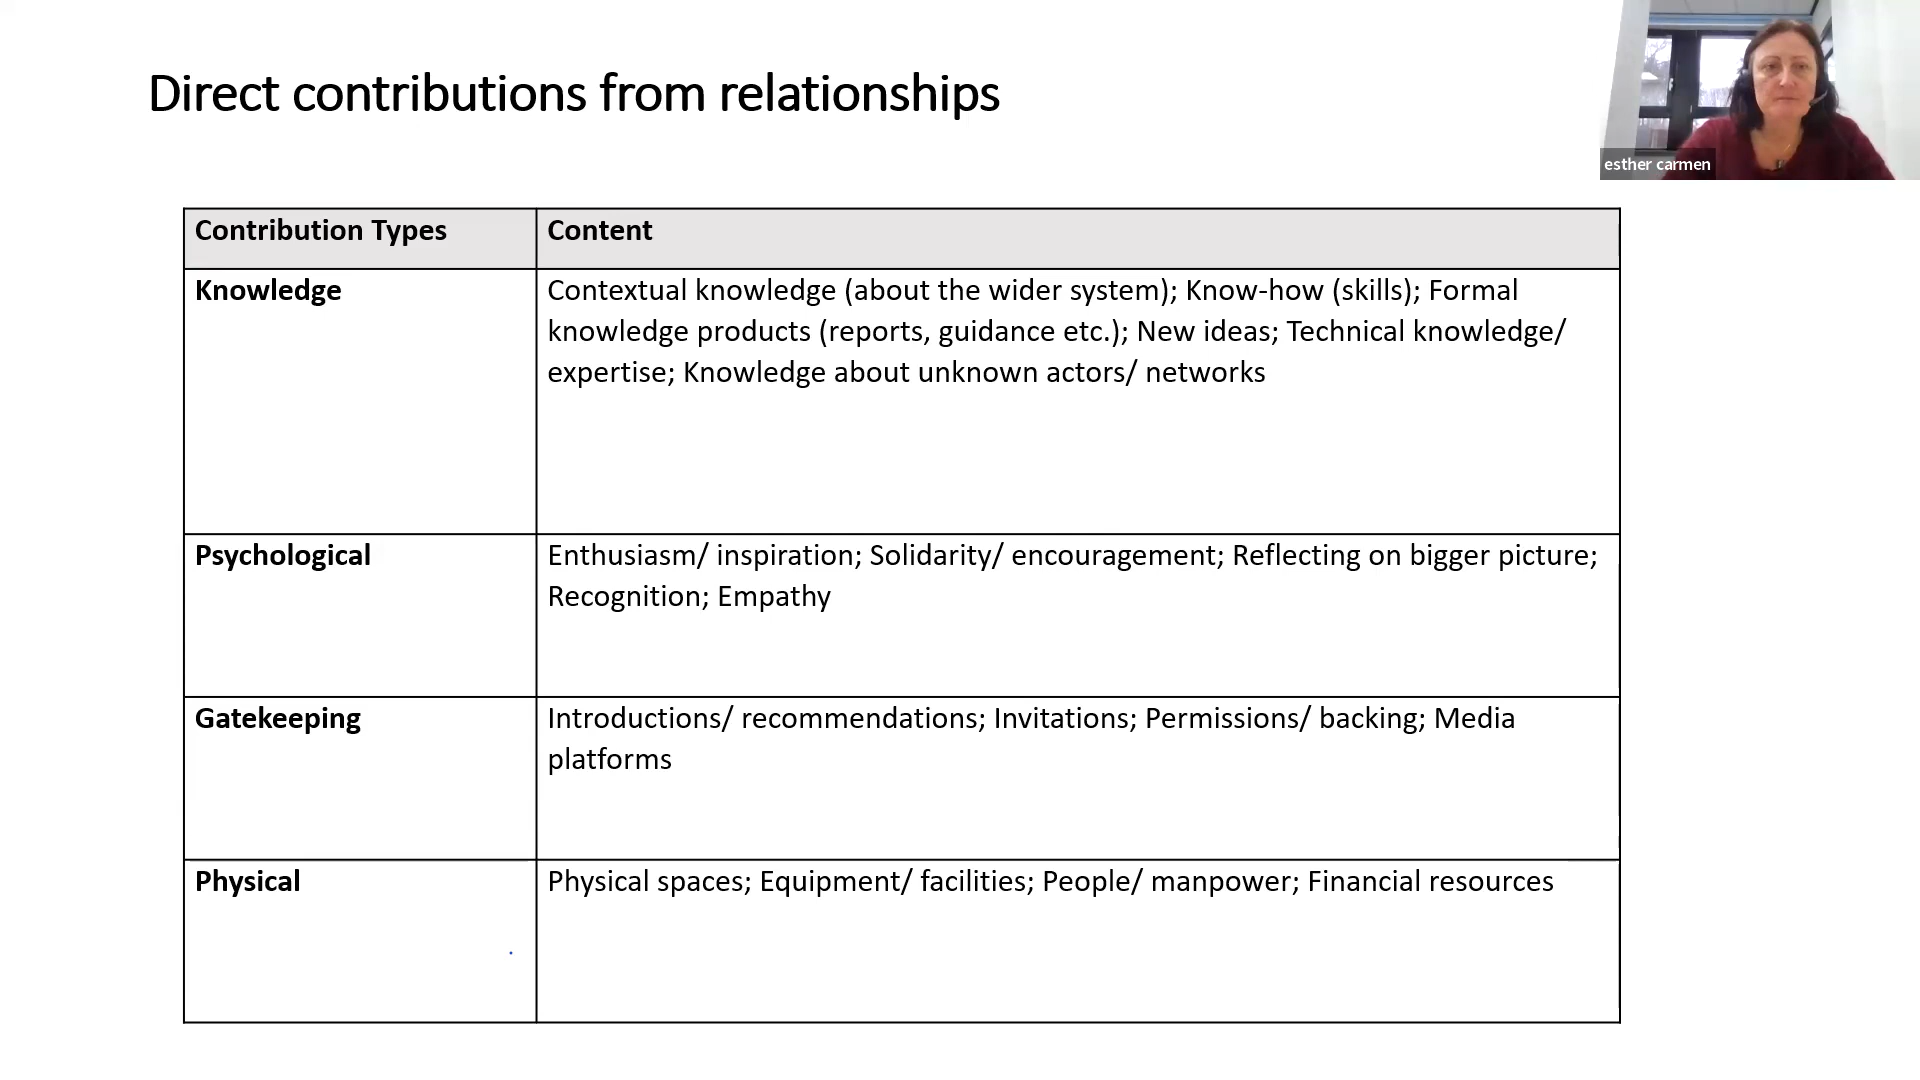 Direct contributions from relationships
esther carmen
Contribution Types
Content
Knowledge
Contextual knowledge (about the wider system); Know-how (skills); Formal
knowledge products (reports, guidance etc.); New ideas; Technical knowledge/
expertise; Knowledge about unknown actors/ networks
Psychological
Enthusiasm/ inspiration; Solidarity/ encouragement; Reflecting on bigger picture;
Recognition; Empathy
Gatekeeping
Introductions/ recommendations; Invitations; Permissions/ backing; Media
platforms
Physical
Physical spaces; Equipment/ facilities; People/ manpower; Financial resources